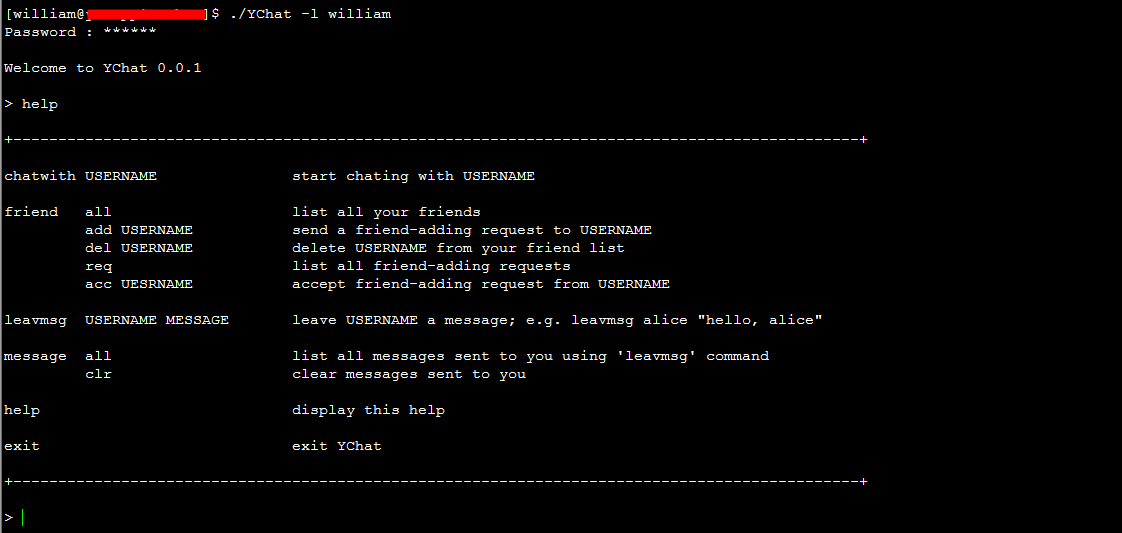 [william@ ]$ ./YChat -l william
Password : ******
Welcome to YChat 0.0.1
> help
+----------------------------------------------------------------------------------------------+
chatwith USERNAME start chating with USERNAME
friend all list all your friends
add USERNAME send a friend-adding request to USERNAME
del USERNAME delete USERNAME from your friend list
req list all friend-adding requests
acc UESRNAME accept friend-adding request from USERNAME
leavmsg USERNAME MESSAGE leave USERNAME a message; e.g. leavmsg alice "hello, alice"
message all list all messages sent to you using 'leavmsg' command
clr clear messages sent to you
help display this help
exit exit YChat
+----------------------------------------------------------------------------------------------+
>